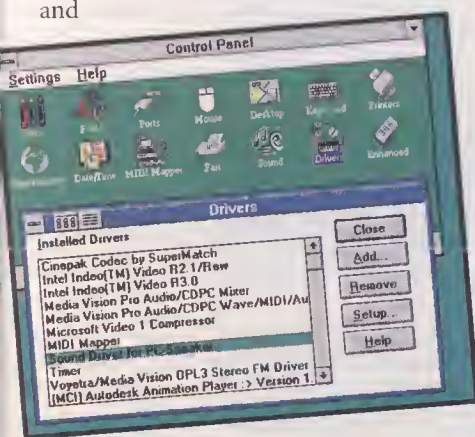 and
Control Panel
Settings Help
Ports Mouse Desktop Keyboard Printers
Date/Time MIDI Mapper Fax Sound Drivers Enhanced
Drivers
Installed Drivers
Cinepak Codec by SuperMatch
Intel Indeo(TM) Video R2.1/Raw
Intel Indeo(TM) Video R3.0
Media Vision Pro Audio/CDPC Mixer
Media Vision Pro Audio/CDPC Wave/MIDI/Au
Microsoft Video 1 Compressor
MIDI Mapper
Sound Driver for PC Speaker
Timer
Voyetra/Media Vision OPL3 Stereo FM Driver
[MCI] Autodesk Animation Player :> Version 1.
Close
Add...
Remove
Setup...
Help